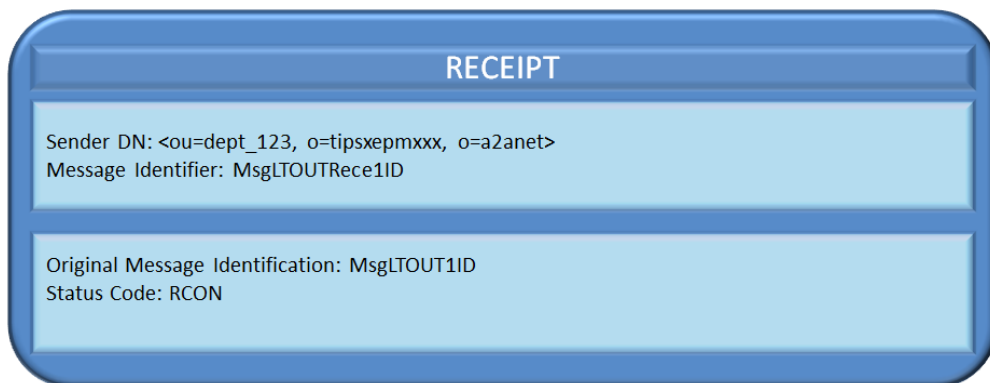 RECEIPT
Sender DN: <ou=dept_123, o=tipsxepmxxx, o=a2anet>
Message Identifier: MsgLTOUTRece1ID
Original Message Identification: MsgLTOUT1ID
Status Code: RCON